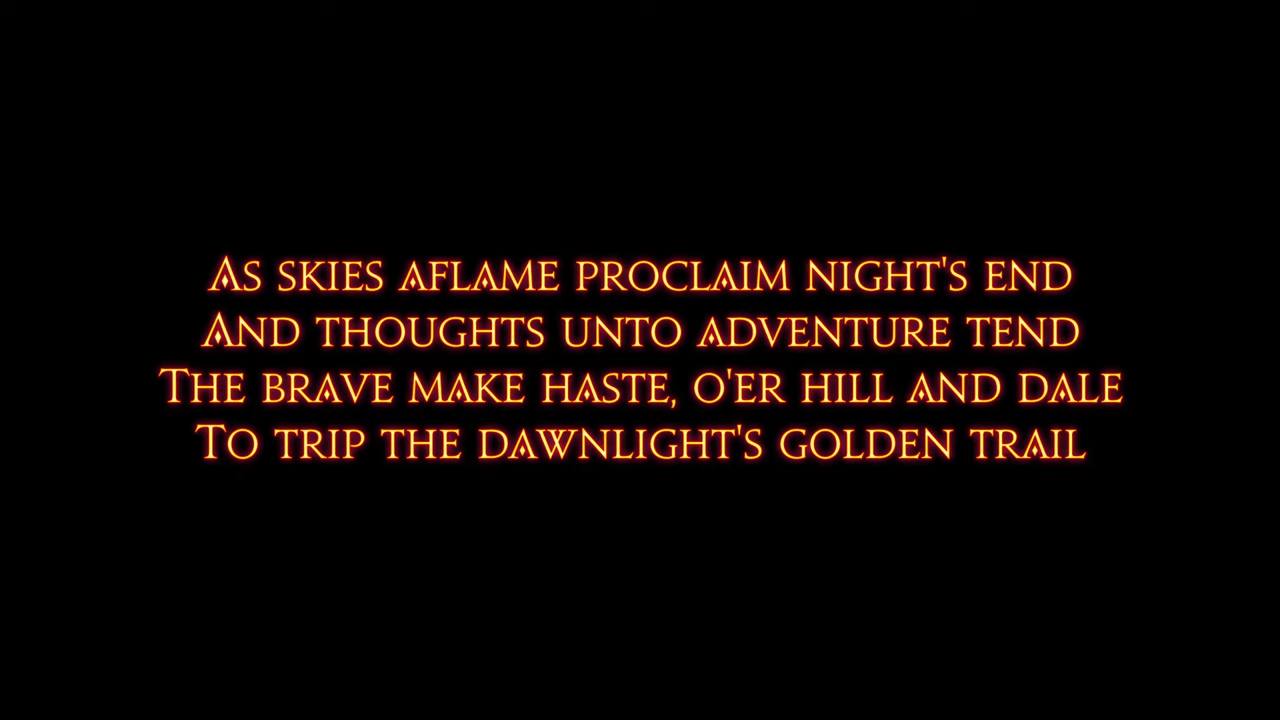 As skies aflame proclaim night's end
And thoughts unto adventure tend
The brave make haste, o'er hill and dale
To trip the dawnlight's golden trail